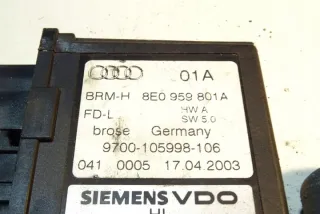 01A
BRM-H 8E0 959 801A
FD-L HW A
SW 5.0
brose Germany
9700-105998-106
041 0005 17.04.2003
SIEMENS VDO